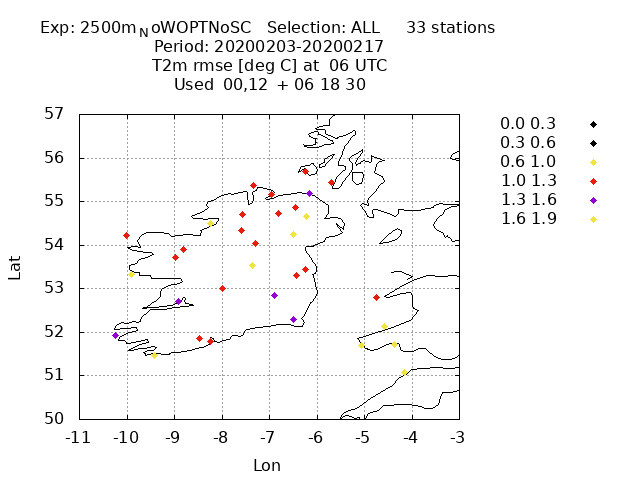 Exp: 2500m_NoWOPTNoSC Selection: ALL 33 stations
Period: 20200203-20200217
T2m rmse [deg C] at 06 UTC
Used 00,12 + 06 18 30
57
56
55
54
53
52
51
50
-11 -10 -9 -8 -7 -6 -5 -4 -3
Lat
Lon
0.0 0.3
0.3 0.6
0.6 1.0
1.0 1.3
1.3 1.6
1.6 1.9